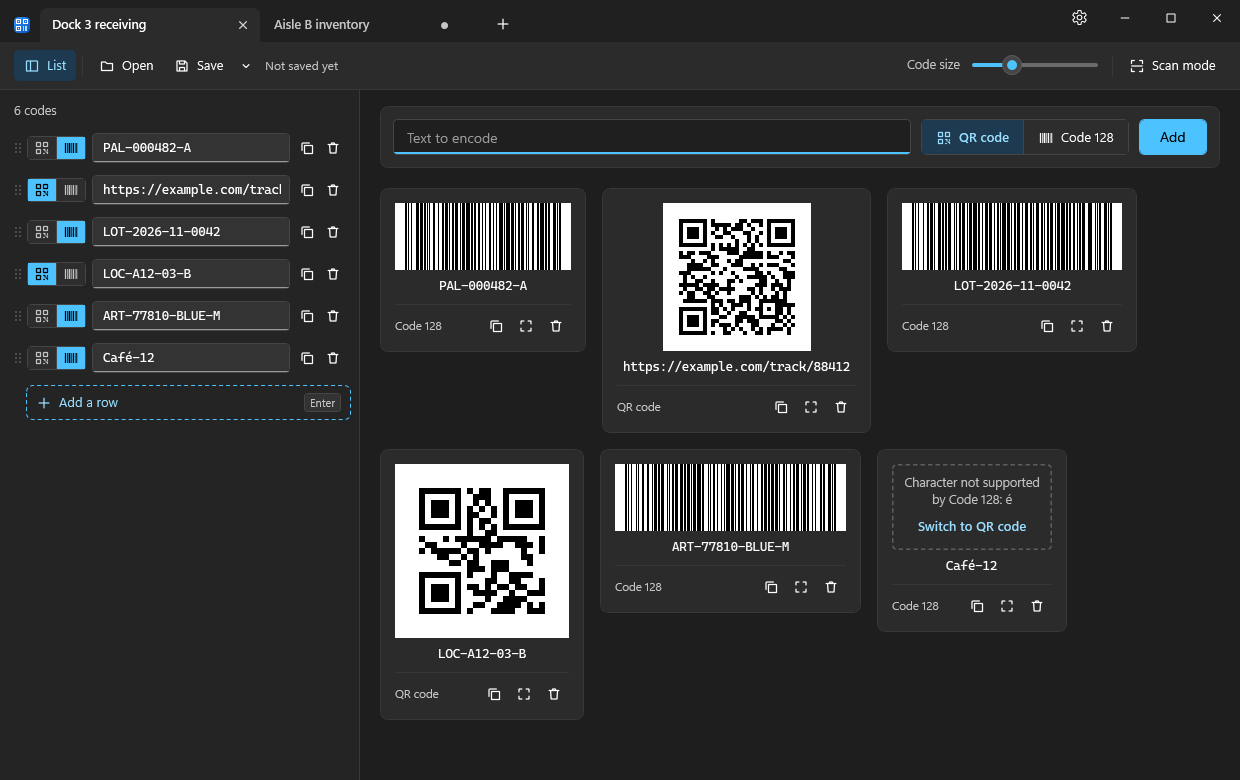 Dock 3 receiving
Aisle B inventory
List
Open
Save
Not saved yet
Code size
Scan mode
6 codes
PAL-000482-A
https://example.com/track
LOT-2026-11-0042
LOC-A12-03-B
ART-77810-BLUE-M
Café-12
Add a row
Enter
Text to encode
QR code
Code 128
Add
PAL-000482-A
Code 128
https://example.com/track/88412
QR code
LOT-2026-11-0042
Code 128
LOC-A12-03-B
QR code
ART-77810-BLUE-M
Code 128
Character not supported
by Code 128: é
Switch to QR code
Café-12
Code 128